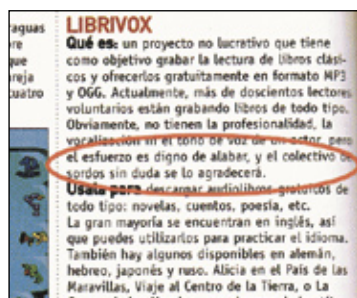 raguas
re
que
reja
cuatro
LIBRIVOX
Qué es: un proyecto no lucrativo que tiene
como objetivo grabar la lectura de libros clási-
cos y ofrecerlos gratuitamente en formato MP3
y OGG. Actualmente, más de doscientos lectores
voluntarios están grabando libros de todo tipo.
Obviamente, no tienen la profesionalidad, la
vocalización ni el tono de voz de un actor, pero
el esfuerzo es digno de alabar, y el colectivo de
sordos sin duda se lo agradecerá.
Úsala para descargar audiolibros gratuitos de
todo tipo: novelas, cuentos, poesía, etc.
La gran mayoría se encuentran en inglés, así
que puedes utilizarlos para practicar el idioma.
También hay algunos disponibles en alemán,
hebreo, japonés y ruso. Alicia en el País de las
Maravillas, Viaje al Centro de la Tierra, o La